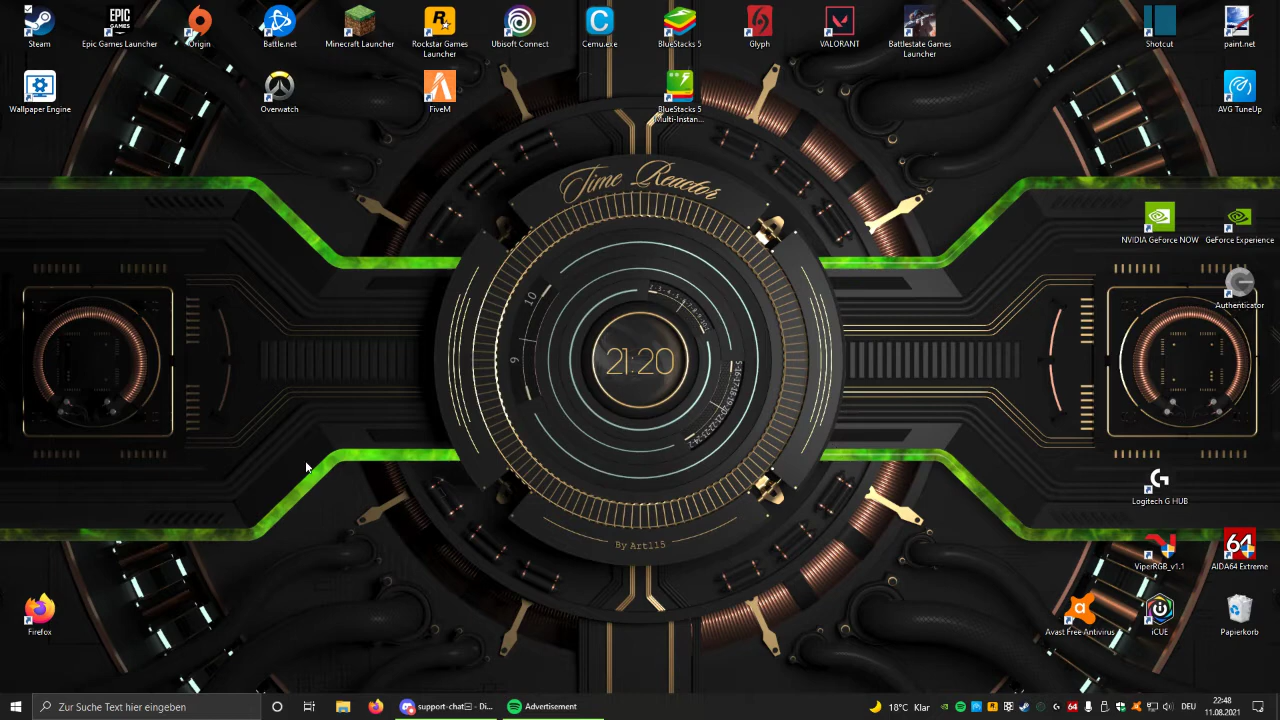 Steam
Epic Games Launcher
Origin
Battle.net
Minecraft Launcher
Rockstar Games
Launcher
Ubisoft Connect
Cemu.exe
BlueStacks 5
Glyph
VALORANT
Battlestate Games
Launcher
Shotcut
paint.net
Wallpaper Engine
Overwatch
FiveM
BlueStacks 5
Multi-Instan...
AVG TuneUp
Time Reactor
NVIDIA GeForce NOW
GeForce Experience
Authenticator
10
9
21:20
Logitech G HUB
By Art115
ViperRGB_v1.1
64
AIDA64 Extreme
Firefox
Avast Free Antivirus
iCUE
Papierkorb
Zur Suche Text hier eingeben
support-chat - Di...
Advertisement
18°C Klar
64
DEU
22:48
11.08.2021